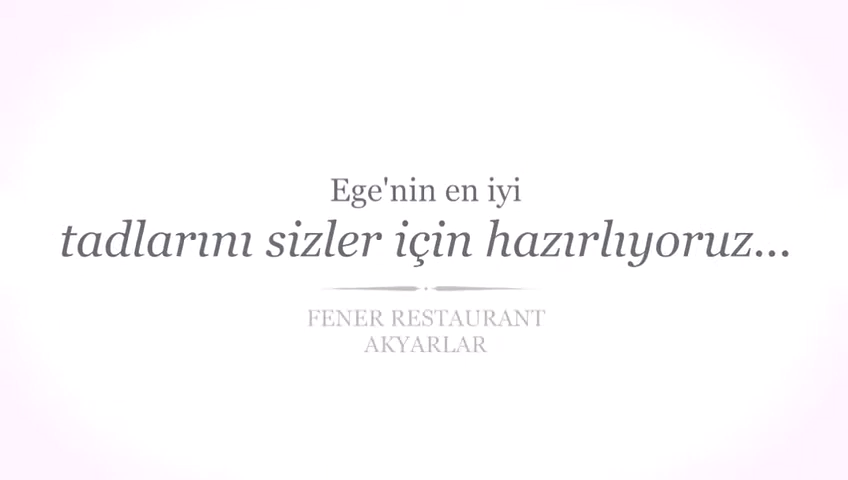 Ege'nin en iyi
tadlarını sizler için hazırlıyoruz...
FENER RESTAURANT
AKYARLAR